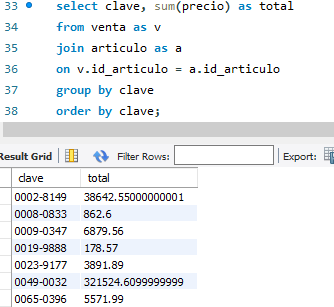 33 select clave, sum(precio) as total
34 from venta as v
35 join articulo as a
36 on v.id_articulo = a.id_articulo
37 group by clave
38 order by clave;
Result Grid Filter Rows: Export:
clave total
0002-8149 38642.55000000001
0008-0833 862.6
0009-0347 6879.56
0019-9888 178.57
0023-9177 3891.89
0049-0032 321524.6099999999
0065-0396 5571.99